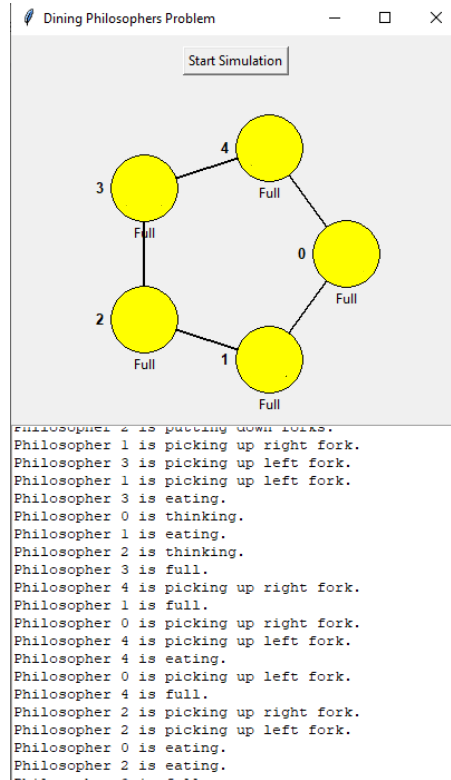 Dining Philosophers Problem
Start Simulation
4
Full
3
Full
0
Full
2
Full
1
Full
Philosopher 2 is putting down forks.
Philosopher 1 is picking up right fork.
Philosopher 3 is picking up left fork.
Philosopher 1 is picking up left fork.
Philosopher 3 is eating.
Philosopher 0 is thinking.
Philosopher 1 is eating.
Philosopher 2 is thinking.
Philosopher 3 is full.
Philosopher 4 is picking up right fork.
Philosopher 1 is full.
Philosopher 0 is picking up right fork.
Philosopher 4 is picking up left fork.
Philosopher 4 is eating.
Philosopher 0 is picking up left fork.
Philosopher 4 is full.
Philosopher 2 is picking up right fork.
Philosopher 2 is picking up left fork.
Philosopher 0 is eating.
Philosopher 2 is eating.